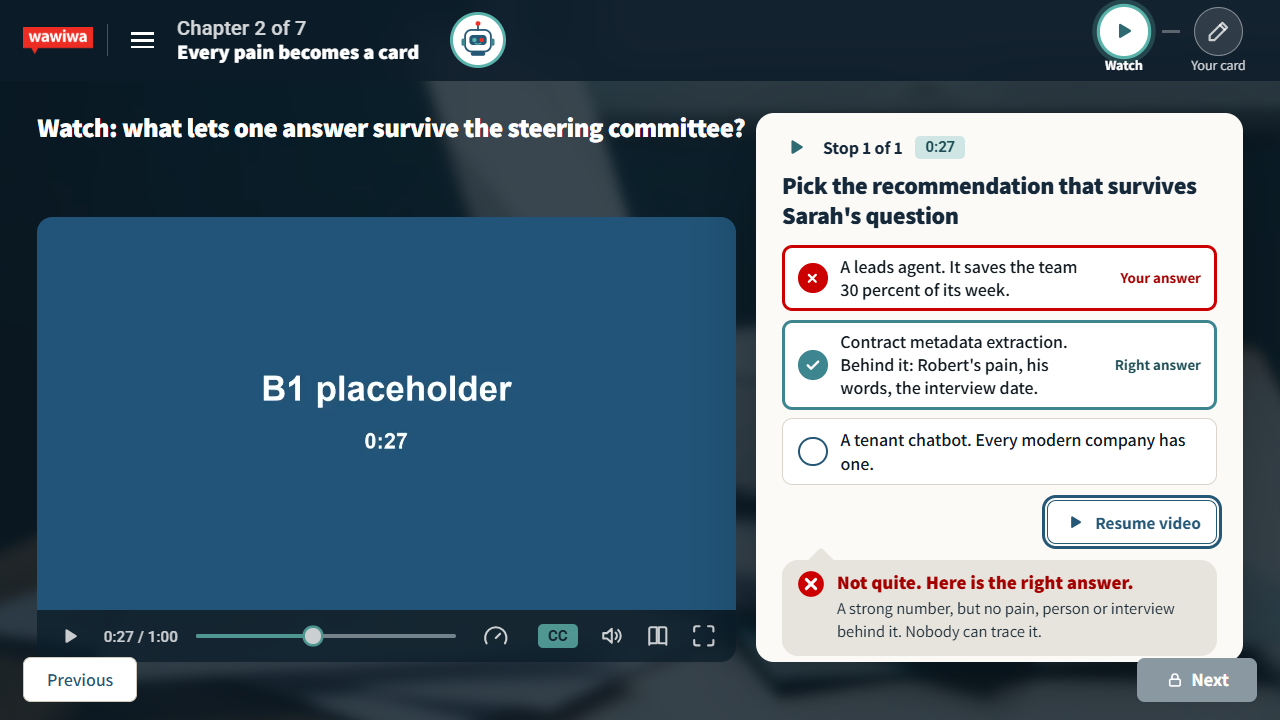 wawiwa
Chapter 2 of 7
Every pain becomes a card
Watch
Your card
Watch: what lets one answer survive the steering committee?
B1 placeholder
0:27
0:27 / 1:00
CC
Stop 1 of 1
0:27
Pick the recommendation that survives
Sarah's question
A leads agent. It saves the team
30 percent of its week.
Your answer
Contract metadata extraction.
Behind it: Robert's pain, his
words, the interview date.
Right answer
A tenant chatbot. Every modern company has
one.
Resume video
Not quite. Here is the right answer.
A strong number, but no pain, person or interview
behind it. Nobody can trace it.
Previous
Next